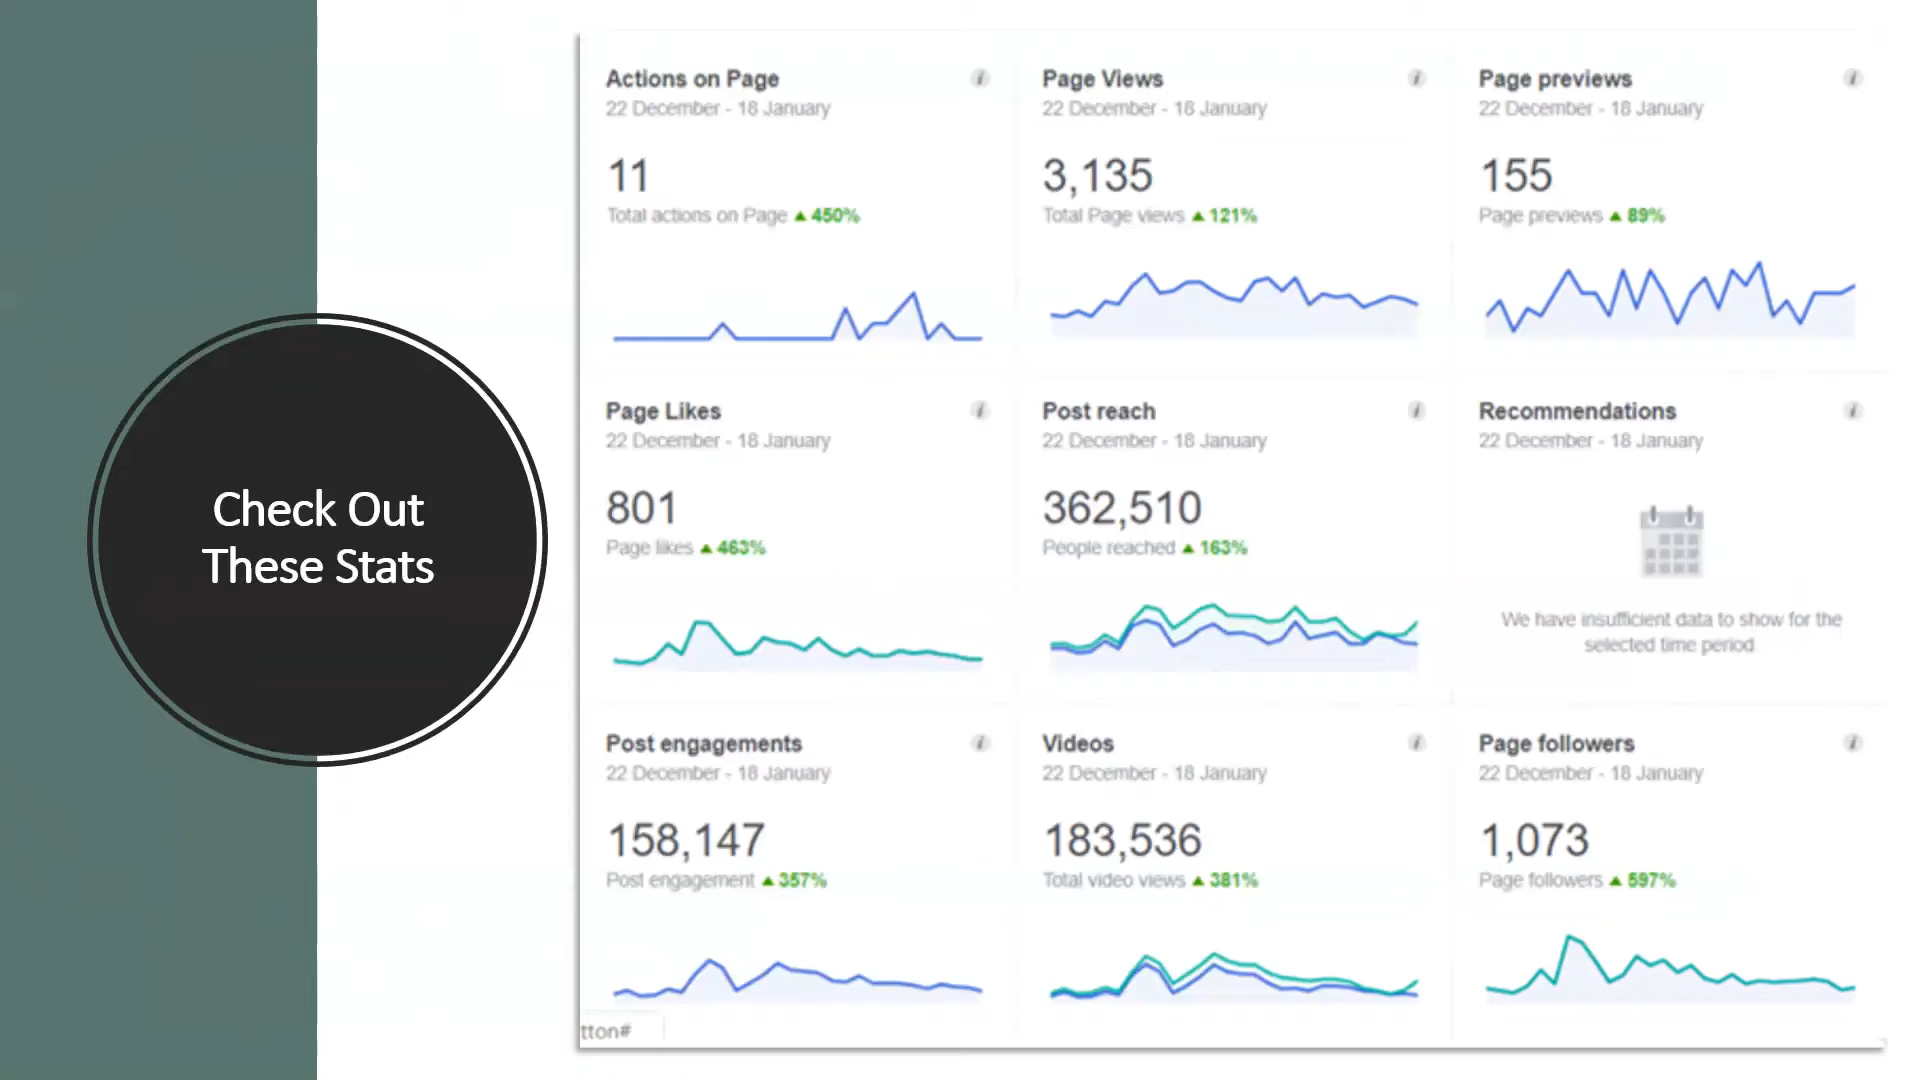 Check Out
These Stats
Actions on Page
22 December - 18 January
11
Total actions on Page ▲ 450%
Page Views
22 December - 18 January
3,135
Total Page views ▲ 121%
Page previews
22 December - 18 January
155
Page previews ▲ 89%
Page Likes
22 December - 18 January
801
Page likes ▲ 463%
Post reach
22 December - 18 January
362,510
People reached ▲ 163%
Recommendations
22 December - 18 January
We have insufficient data to show for the
selected time period
Post engagements
22 December - 18 January
158,147
Post engagement ▲ 357%
Videos
22 December - 18 January
183,536
Total video views ▲ 381%
Page followers
22 December - 18 January
1,073
Page followers ▲ 597%
tton#